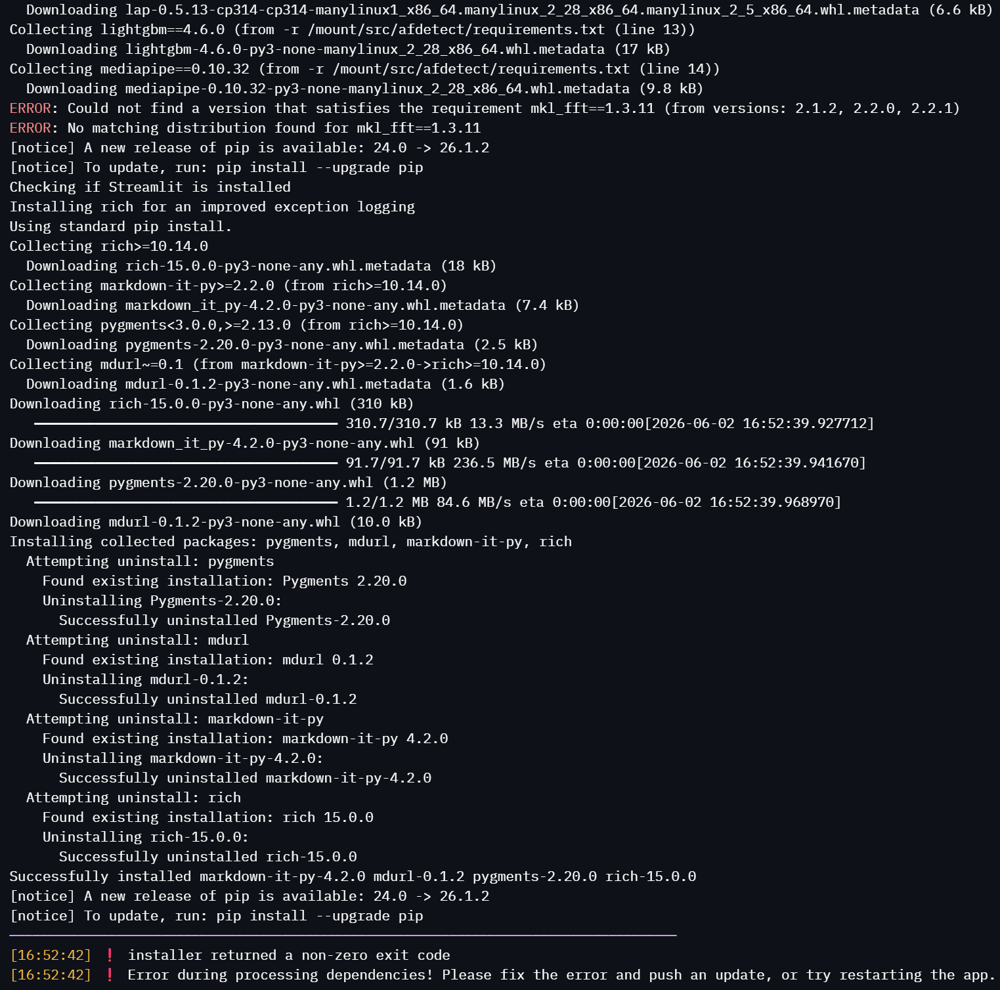 Downloading lap-0.5.13-cp314-cp314-manylinux1_x86_64.manylinux_2_28_x86_64.manylinux_2_5_x86_64.whl.metadata (6.6 kB)
Collecting lightgbm==4.6.0 (from -r /mount/src/afdetect/requirements.txt (line 13))
Downloading lightgbm-4.6.0-py3-none-manylinux_2_28_x86_64.whl.metadata (17 kB)
Collecting mediapipe==0.10.32 (from -r /mount/src/afdetect/requirements.txt (line 14))
Downloading mediapipe-0.10.32-py3-none-manylinux_2_28_x86_64.whl.metadata (9.8 kB)
ERROR: Could not find a version that satisfies the requirement mkl_fft==1.3.11 (from versions: 2.1.2, 2.2.0, 2.2.1)
ERROR: No matching distribution found for mkl_fft==1.3.11
[notice] A new release of pip is available: 24.0 -> 26.1.2
[notice] To update, run: pip install --upgrade pip
Checking if Streamlit is installed
Installing rich for an improved exception logging
Using standard pip install.
Collecting rich>=10.14.0
Downloading rich-15.0.0-py3-none-any.whl.metadata (18 kB)
Collecting markdown-it-py>=2.2.0 (from rich>=10.14.0)
Downloading markdown_it_py-4.2.0-py3-none-any.whl.metadata (7.4 kB)
Collecting pygments<3.0.0,>=2.13.0 (from rich>=10.14.0)
Downloading pygments-2.20.0-py3-none-any.whl.metadata (2.5 kB)
Collecting mdurl~=0.1 (from markdown-it-py>=2.2.0->rich>=10.14.0)
Downloading mdurl-0.1.2-py3-none-any.whl.metadata (1.6 kB)
Downloading rich-15.0.0-py3-none-any.whl (310 kB)
310.7/310.7 kB 13.3 MB/s eta 0:00:00[2026-06-02 16:52:39.927712]
Downloading markdown_it_py-4.2.0-py3-none-any.whl (91 kB)
91.7/91.7 kB 236.5 MB/s eta 0:00:00[2026-06-02 16:52:39.941670]
Downloading pygments-2.20.0-py3-none-any.whl (1.2 MB)
1.2/1.2 MB 84.6 MB/s eta 0:00:00[2026-06-02 16:52:39.968970]
Downloading mdurl-0.1.2-py3-none-any.whl (10.0 kB)
Installing collected packages: pygments, mdurl, markdown-it-py, rich
Attempting uninstall: pygments
Found existing installation: Pygments 2.20.0
Uninstalling Pygments-2.20.0:
Successfully uninstalled Pygments-2.20.0
Attempting uninstall: mdurl
Found existing installation: mdurl 0.1.2
Uninstalling mdurl-0.1.2:
Successfully uninstalled mdurl-0.1.2
Attempting uninstall: markdown-it-py
Found existing installation: markdown-it-py 4.2.0
Uninstalling markdown-it-py-4.2.0:
Successfully uninstalled markdown-it-py-4.2.0
Attempting uninstall: rich
Found existing installation: rich 15.0.0
Uninstalling rich-15.0.0:
Successfully uninstalled rich-15.0.0
Successfully installed markdown-it-py-4.2.0 mdurl-0.1.2 pygments-2.20.0 rich-15.0.0
[notice] A new release of pip is available: 24.0 -> 26.1.2
[notice] To update, run: pip install --upgrade pip
[16:52:42] ❗ installer returned a non-zero exit code
[16:52:42] ❗ Error during processing dependencies! Please fix the error and push an update, or try restarting the app.